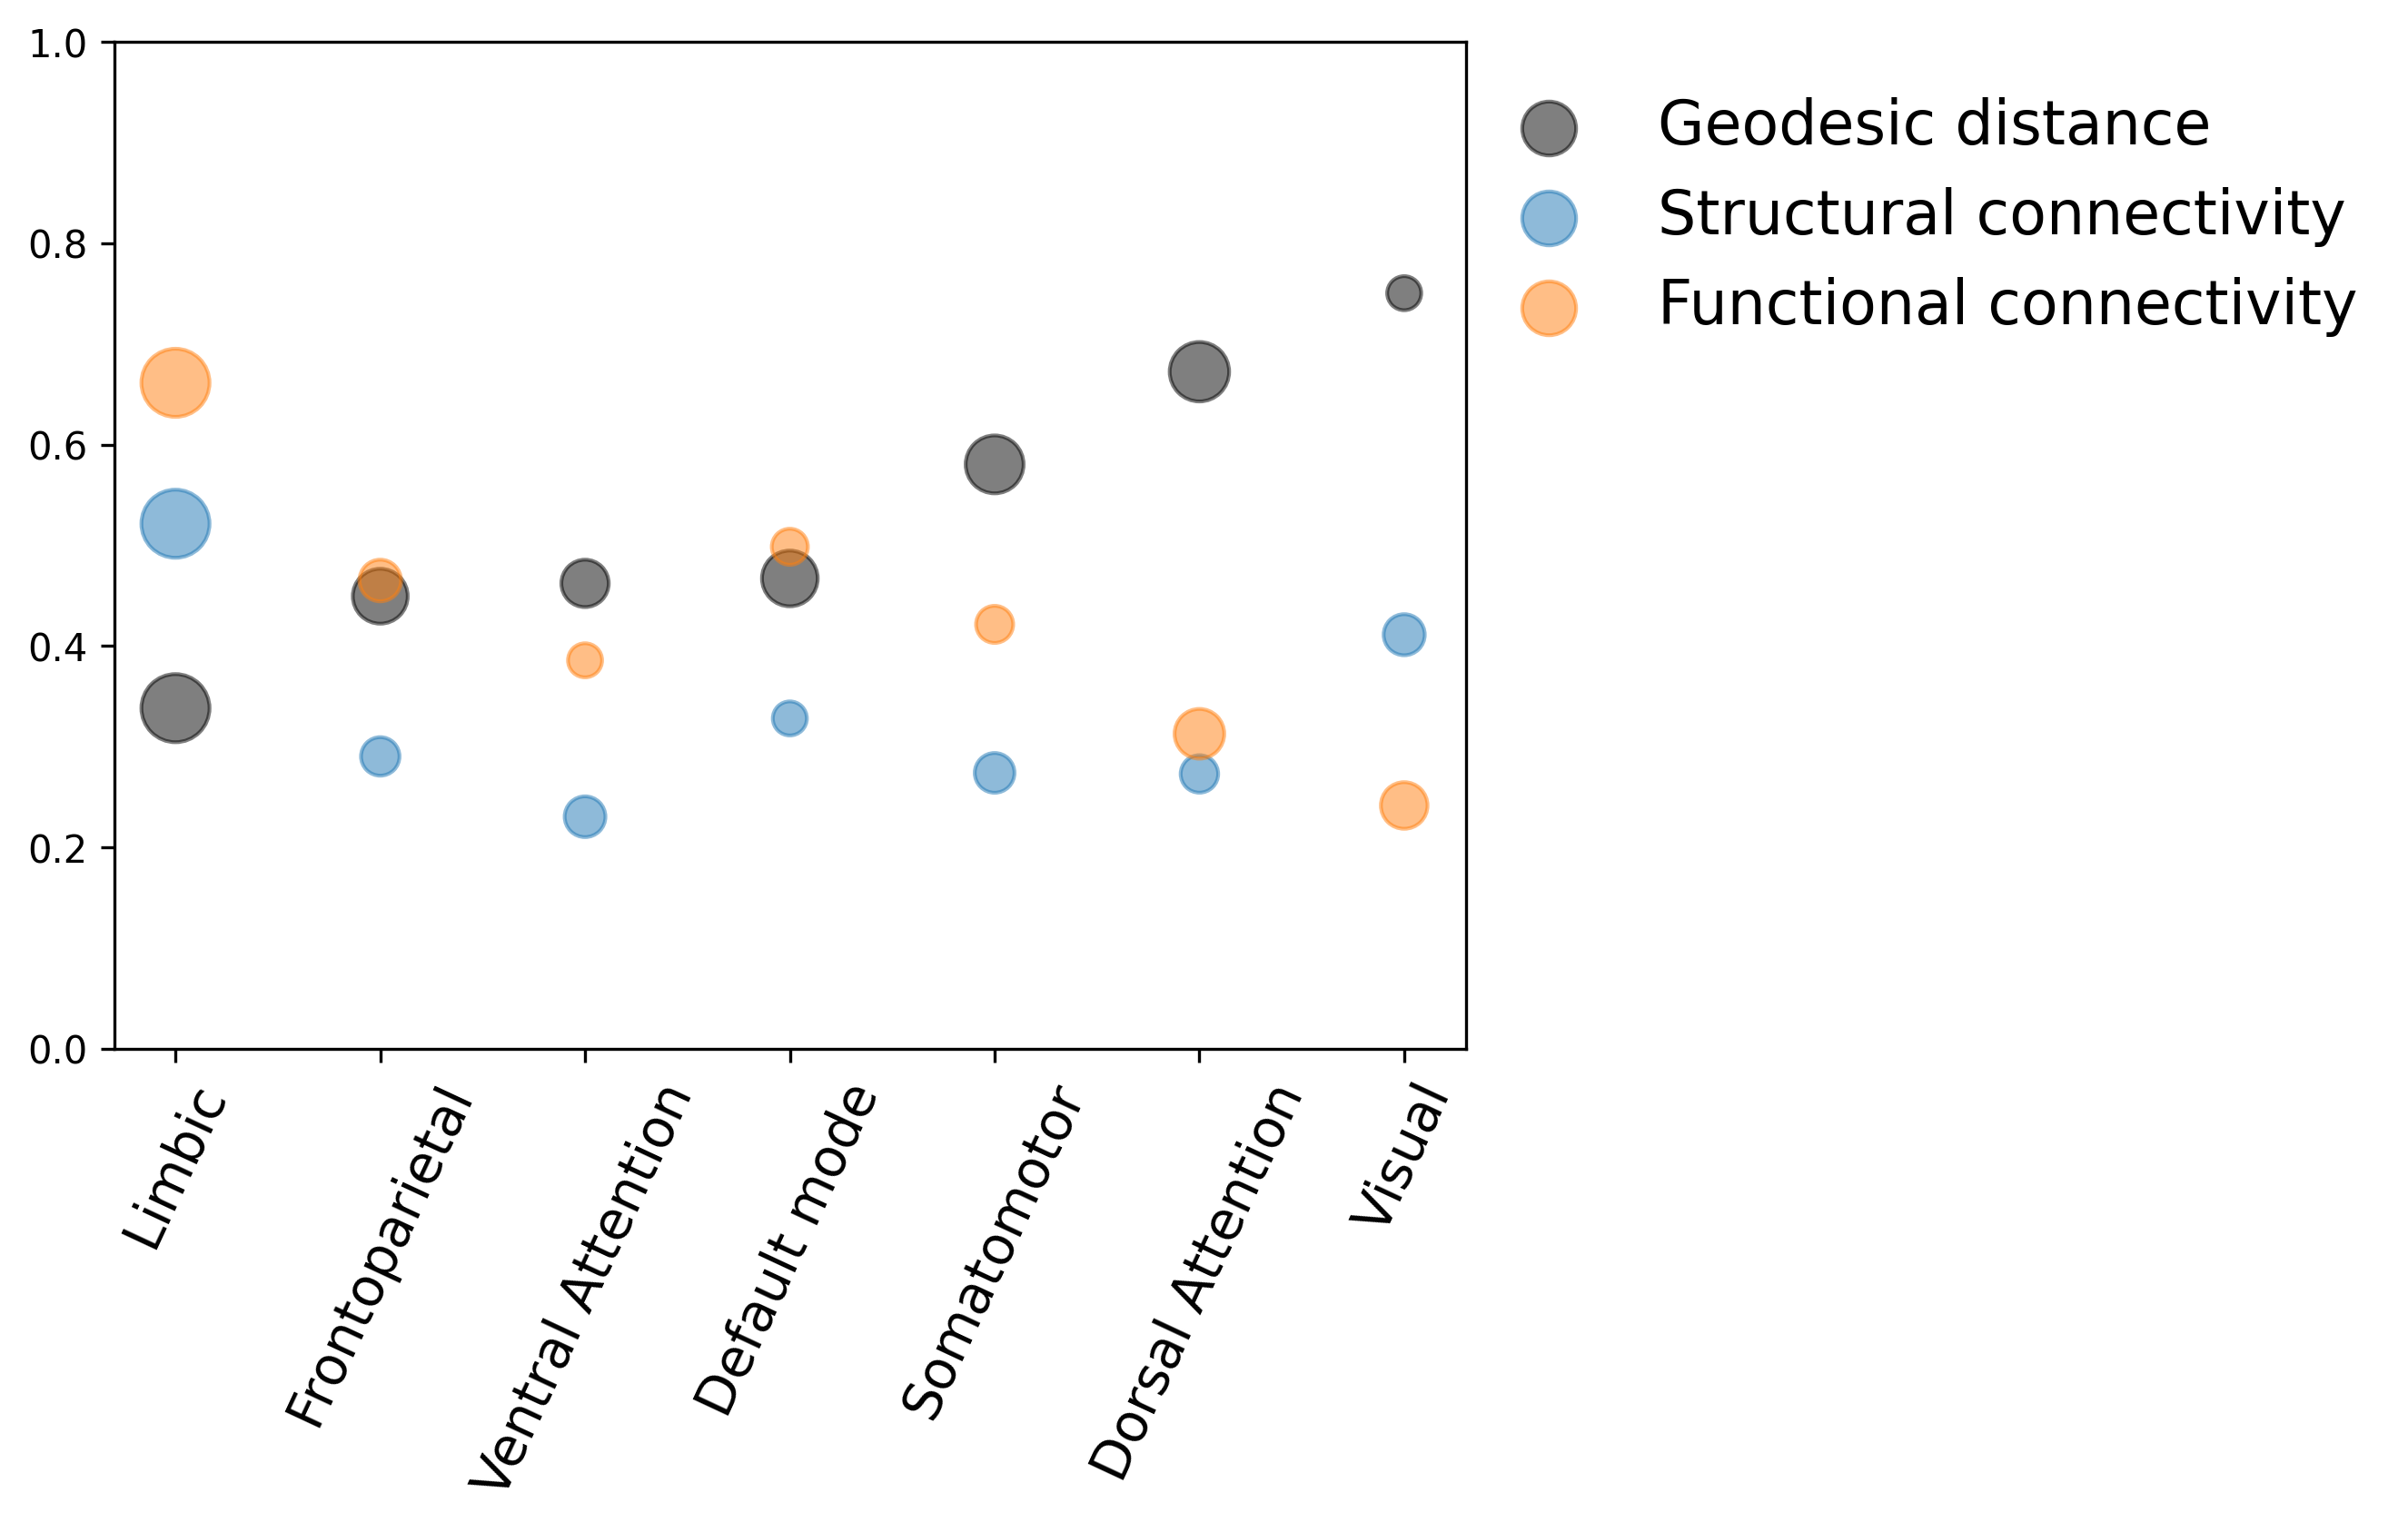 1.0
0.8
0.6
0.4
0.2
0.0
Limbic
Frontoparietal
Ventral Attention
Default mode
Somatomotor
Dorsal Attention
Visual
Geodesic distance
Structural connectivity
Functional connectivity